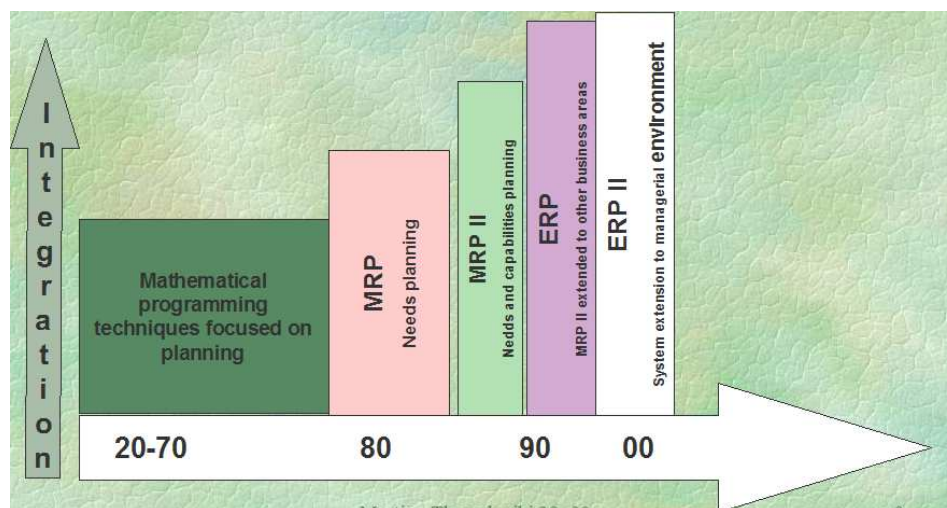 Integration
Mathematical
programming
techniques focused on
planning
MRP
Needs planning
MRP II
Nedds and capabilities planning
ERP
MRP II extended to other business areas
ERP II
System extension to managerial environment
20-70
80
90
00